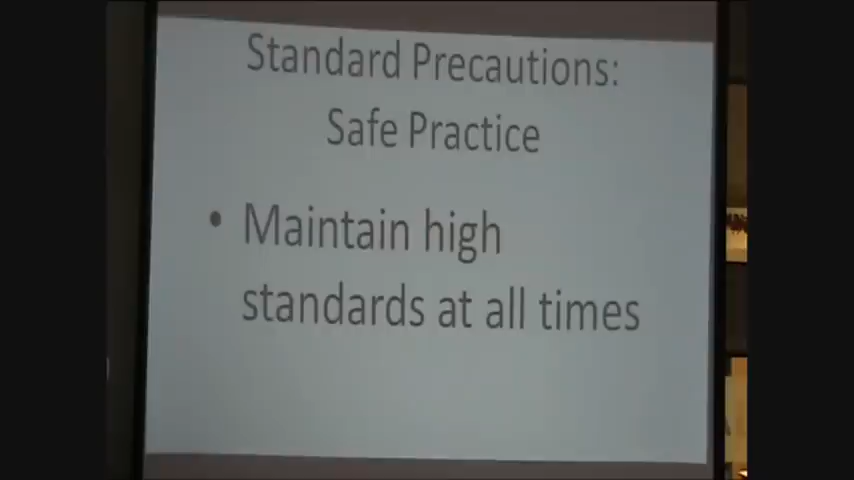 Standard Precautions:
Safe Practice
• Maintain high
standards at all times